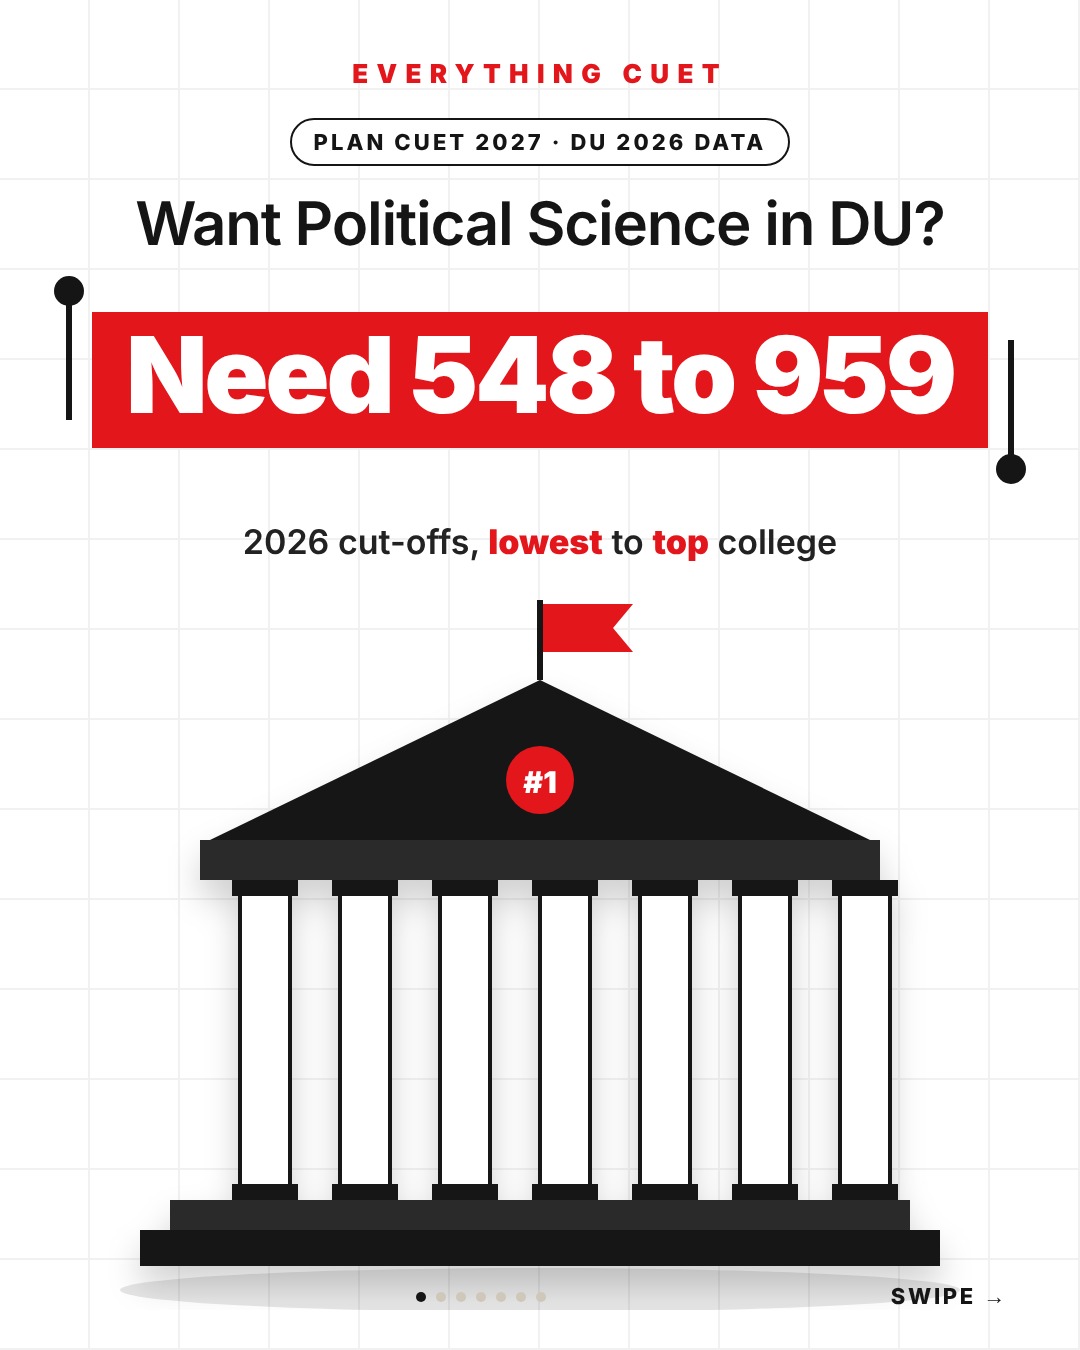 EVERYTHING CUET
PLAN CUET 2027 · DU 2026 DATA
Want Political Science in DU?
Need 548 to 959
2026 cut-offs, lowest to top college
#1
SWIPE →